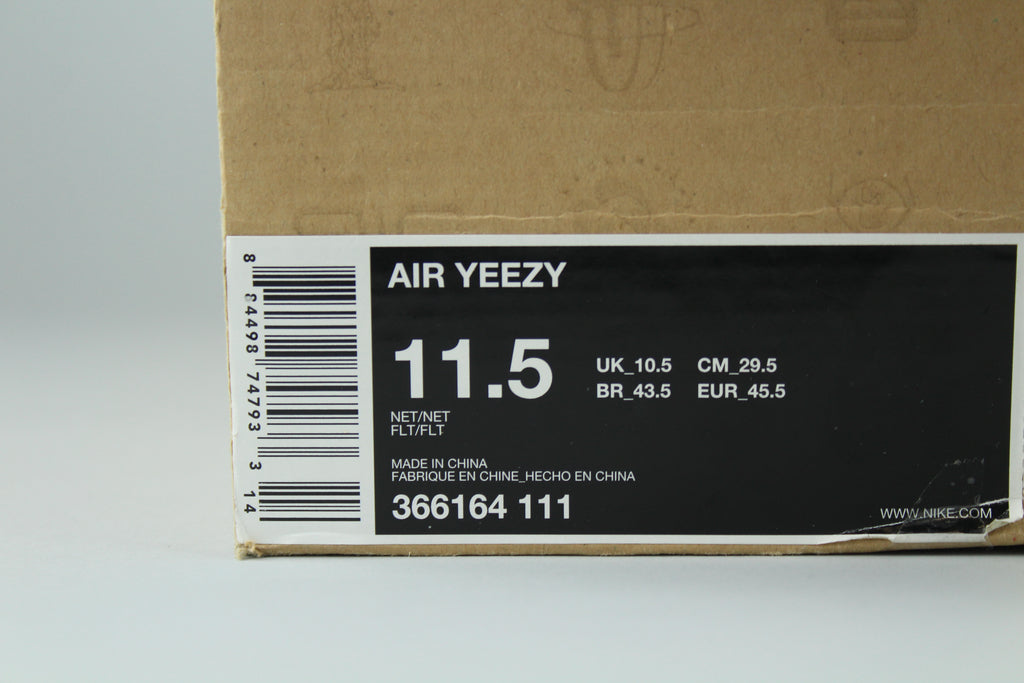 AIR YEEZY
11.5
UK_10.5 CM_29.5
BR_43.5 EUR_45.5
NET/NET
FLT/FLT
MADE IN CHINA
FABRIQUE EN CHINE_HECHO EN CHINA
366164 111
WWW.NIKE.COM
8 84498 74793 3 14